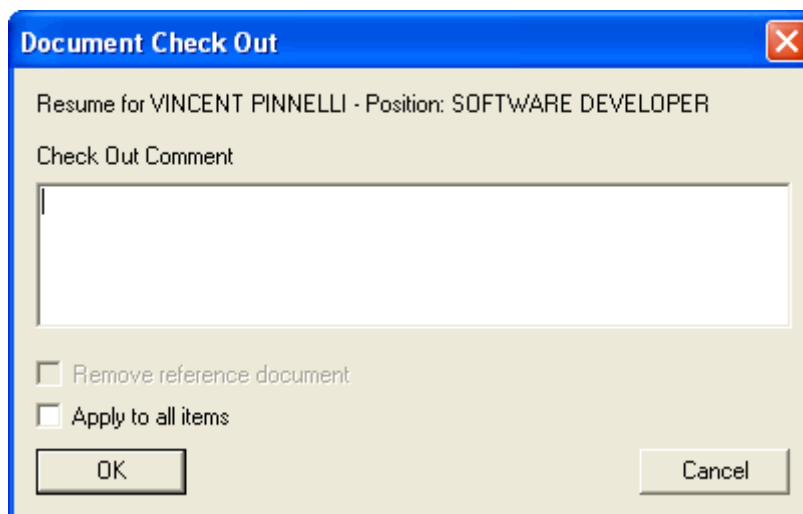 Document Check Out
Resume for VINCENT PINNELLI - Position: SOFTWARE DEVELOPER
Check Out Comment
Remove reference document
Apply to all items
OK
Cancel